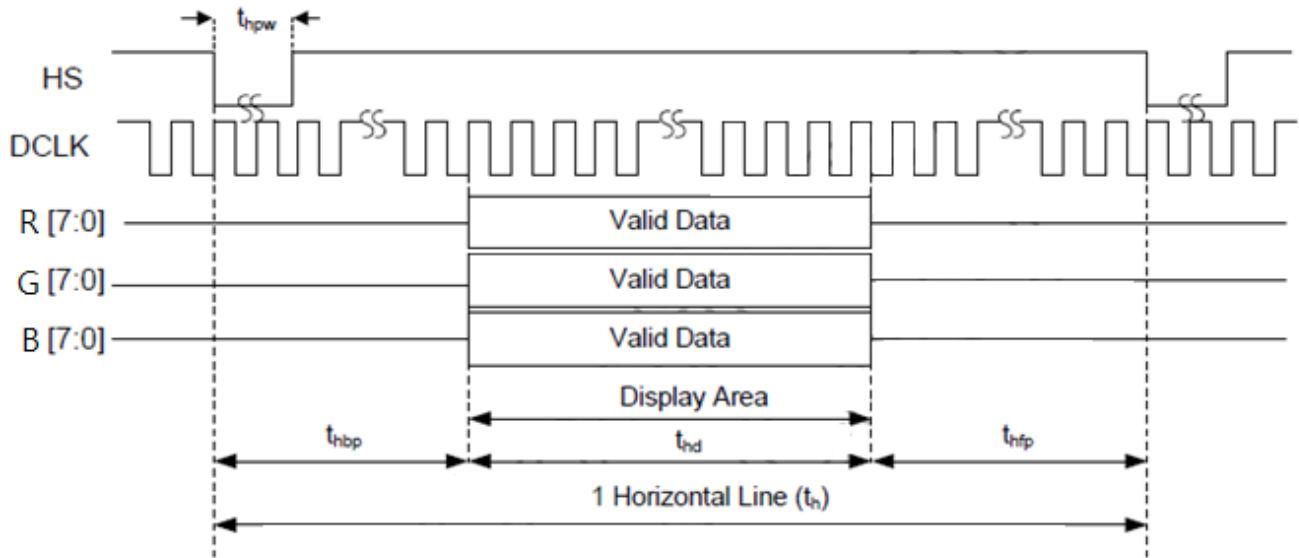 thpw
HS
DCLK
R [7:0] Valid Data
G [7:0] Valid Data
B [7:0] Valid Data
Display Area
thbp thd thfp
1 Horizontal Line (th)